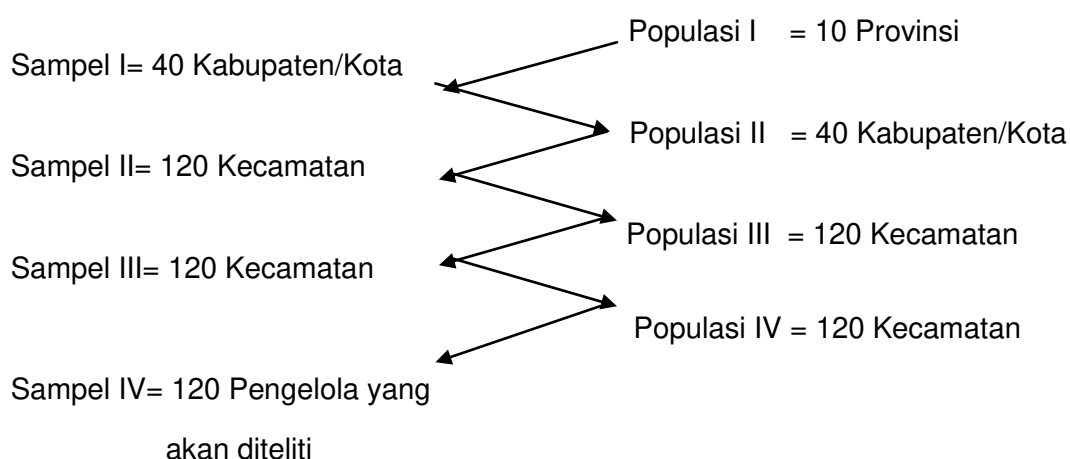 Populasi I = 10 Provinsi
Sampel I= 40 Kabupaten/Kota
Populasi II = 40 Kabupaten/Kota
Sampel II= 120 Kecamatan
Populasi III = 120 Kecamatan
Sampel III= 120 Kecamatan
Populasi IV = 120 Kecamatan
Sampel IV= 120 Pengelola yang
akan diteliti